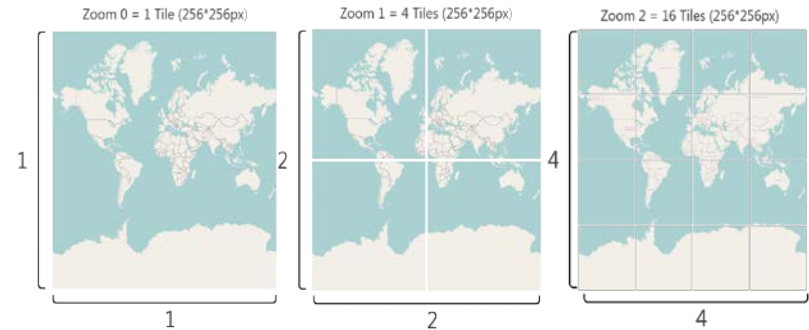 Zoom 0 = 1 Tile (256*256px)
Zoom 1 = 4 Tiles (256*256px)
Zoom 2 = 16 Tiles (256*256px)
1
2
4
1
2
4